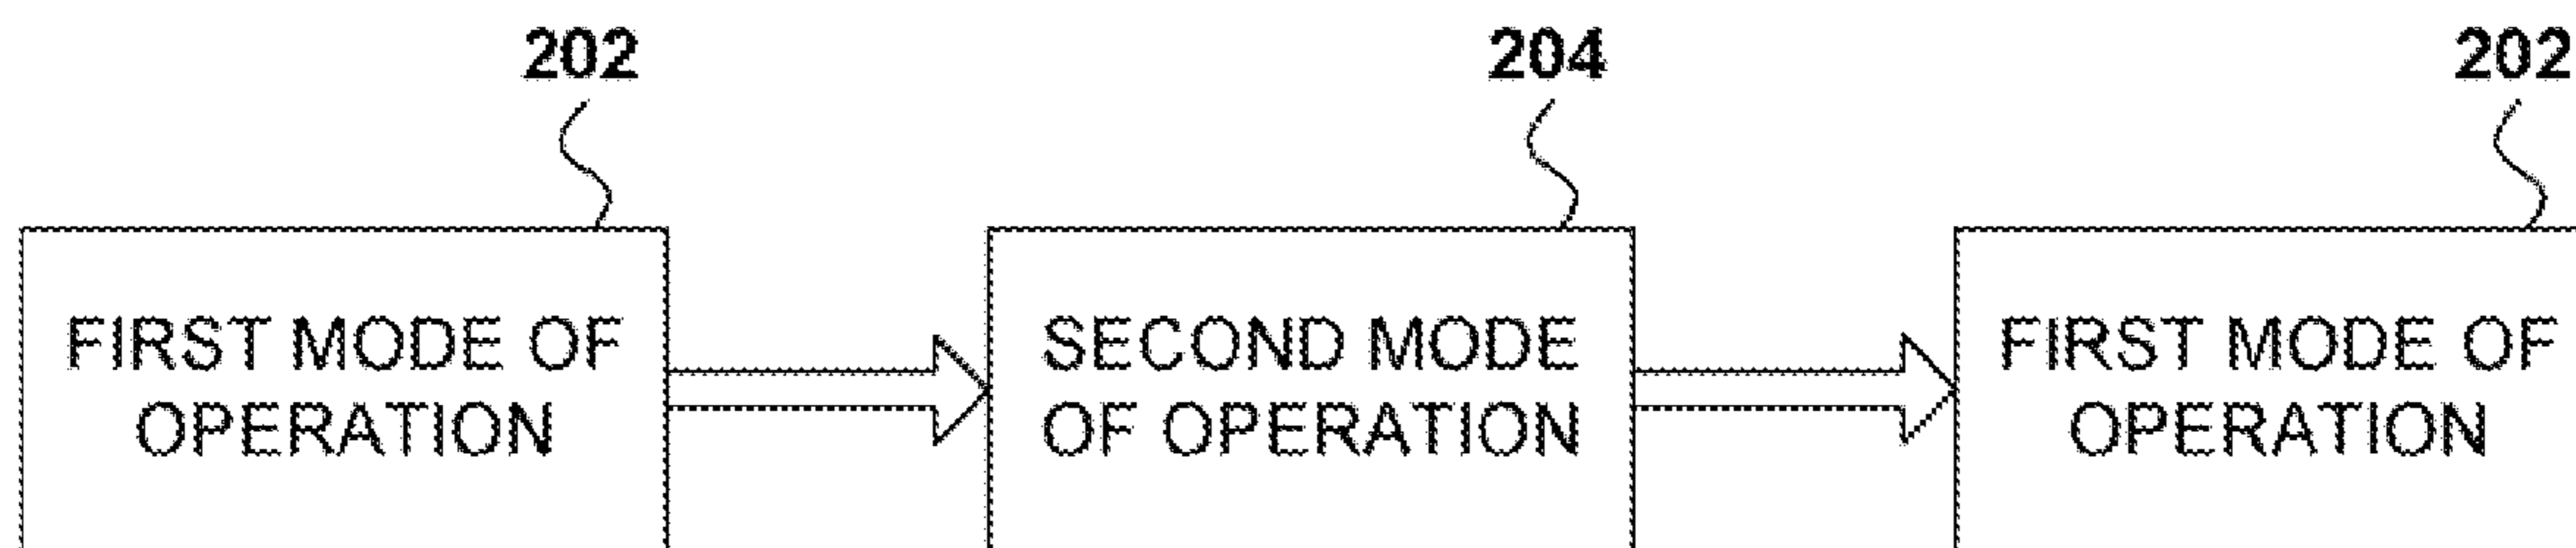 202
204
202
FIRST MODE OF
OPERATION
SECOND MODE
OF OPERATION
FIRST MODE OF
OPERATION